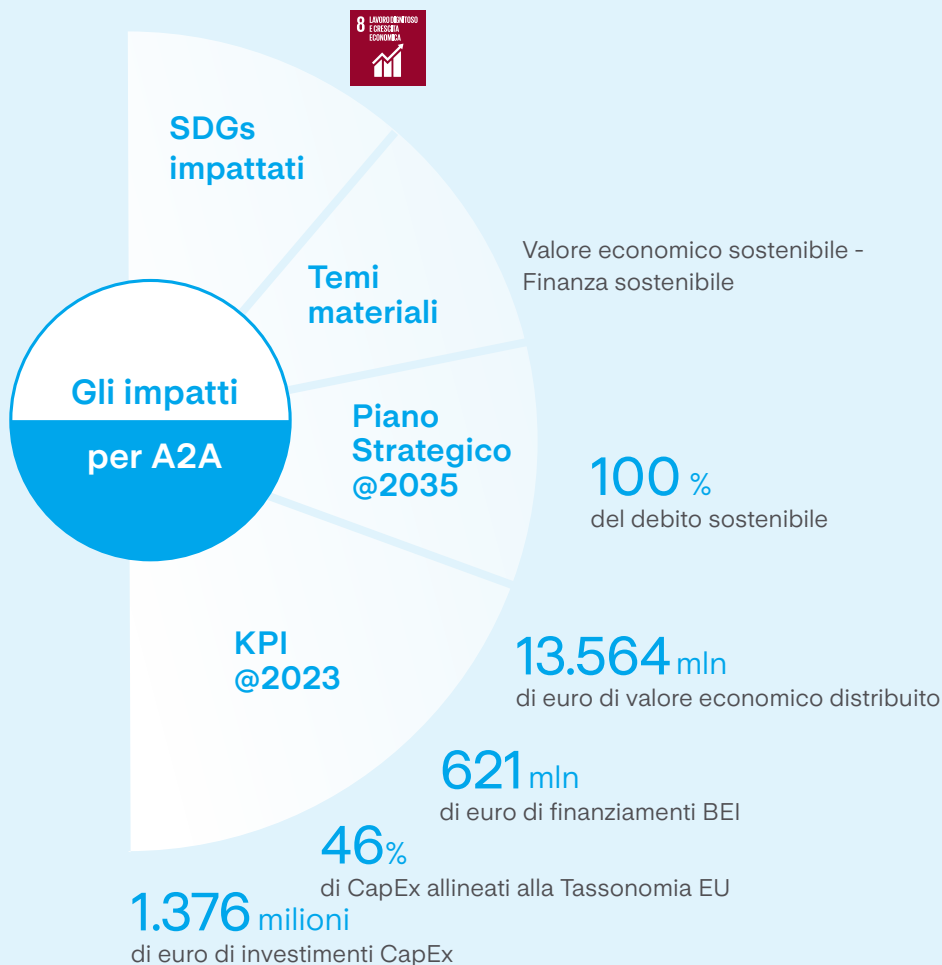 8 LAVORO DIGNITOSO
E CRESCITA
ECONOMICA
SDGs
impattati
Temi
materiali
Valore economico sostenibile -
Finanza sostenibile
Gli impatti
per A2A
Piano
Strategico
@2035
100 %
del debito sostenibile
KPI
@2023
13.564 mln
di euro di valore economico distribuito
621 mln
di euro di finanziamenti BEI
46%
di CapEx allineati alla Tassonomia EU
1.376 milioni
di euro di investimenti CapEx